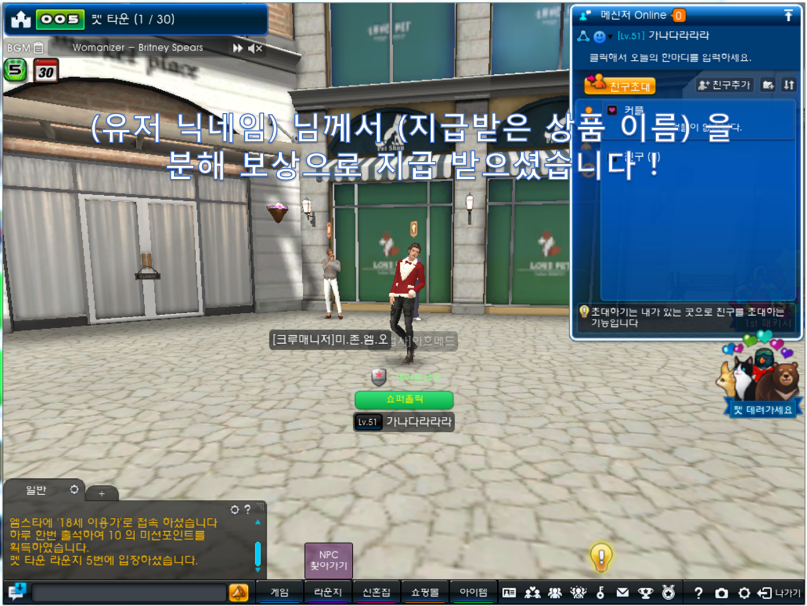 005 펫 타운 (1 / 30)
BGM Womanizer - Britney Spears
5
30
market place
LOST PET
Pet Shop
(유저 닉네임) 님께서 (지급받은 상품 이름) 을
분해 보상으로 지급 받으셨습니다 !
메신저 Online - 0
[Lv.51] 가나다라라라
클릭해서 오늘의 한마디를 입력하세요.
친구초대
친구추가
커플
초대하기는 내가 있는 곳으로 친구를 초대하는
기능입니다
펫 데려가세요
[크루매니저]미.존.엠.오
쇼퍼홀릭
Lv.51 가나다라라라
일반
+
엠스타에 '18세 이용가'로 접속 하셨습니다
하루 한번 출석하여 10 의 미션포인트를
획득하였습니다.
펫 타운 라운지 5번에 입장하셨습니다.
NPC
찾아가기
게임
라운지
신혼집
쇼핑몰
아이템
나가기